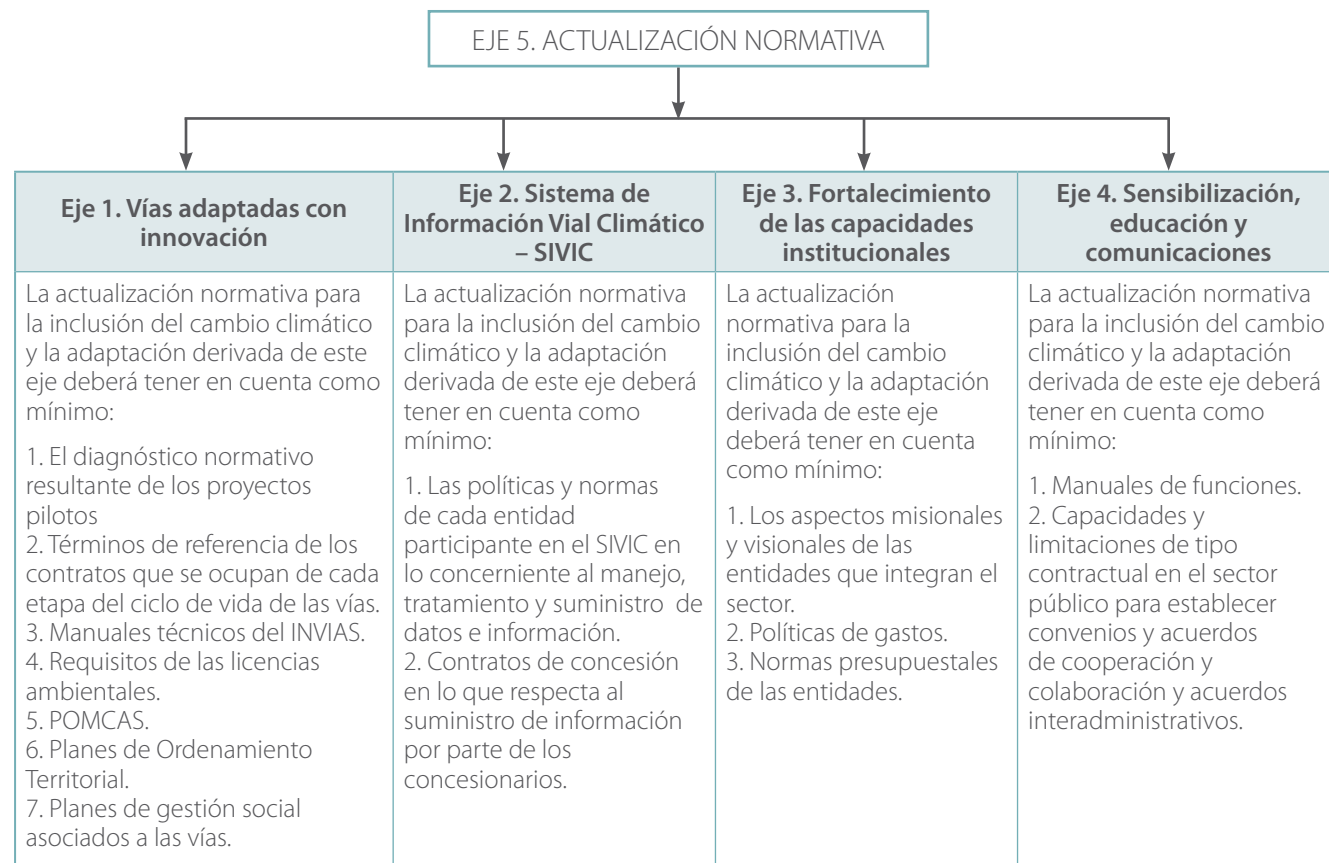 EJE 5. ACTUALIZACIÓN NORMATIVA
Eje 1. Vías adaptadas con
innovación
La actualización normativa para
la inclusión del cambio climático
y la adaptación derivada de este
eje deberá tener en cuenta como
mínimo:
1. El diagnóstico normativo
resultante de los proyectos
pilotos
2. Términos de referencia de los
contratos que se ocupan de cada
etapa del ciclo de vida de las vías.
3. Manuales técnicos del INVIAS.
4. Requisitos de las licencias
ambientales.
5. POMCAS.
6. Planes de Ordenamiento
Territorial.
7. Planes de gestión social
asociados a las vías.
Eje 2. Sistema de
Información Vial Climático
– SIVIC
La actualización normativa
para la inclusión del cambio
climático y la adaptación
derivada de este eje deberá
tener en cuenta como
mínimo:
1. Las políticas y normas
de cada entidad
participante en el SIVIC en
lo concerniente al manejo,
tratamiento y suministro de
datos e información.
2. Contratos de concesión
en lo que respecta al
suministro de información
por parte de los
concesionarios.
Eje 3. Fortalecimiento
de las capacidades
institucionales
La actualización
normativa para la
inclusión del cambio
climático y la adaptación
derivada de este eje
deberá tener en cuenta
como mínimo:
1. Los aspectos misionales
y visionales de las
entidades que integran el
sector.
2. Políticas de gastos.
3. Normas presupuestales
de las entidades.
Eje 4. Sensibilización,
educación y
comunicaciones
La actualización normativa
para la inclusión del cambio
climático y la adaptación
derivada de este eje deberá
tener en cuenta como
mínimo:
1. Manuales de funciones.
2. Capacidades y
limitaciones de tipo
contractual en el sector
público para establecer
convenios y acuerdos
de cooperación y
colaboración y acuerdos
interadministrativos.